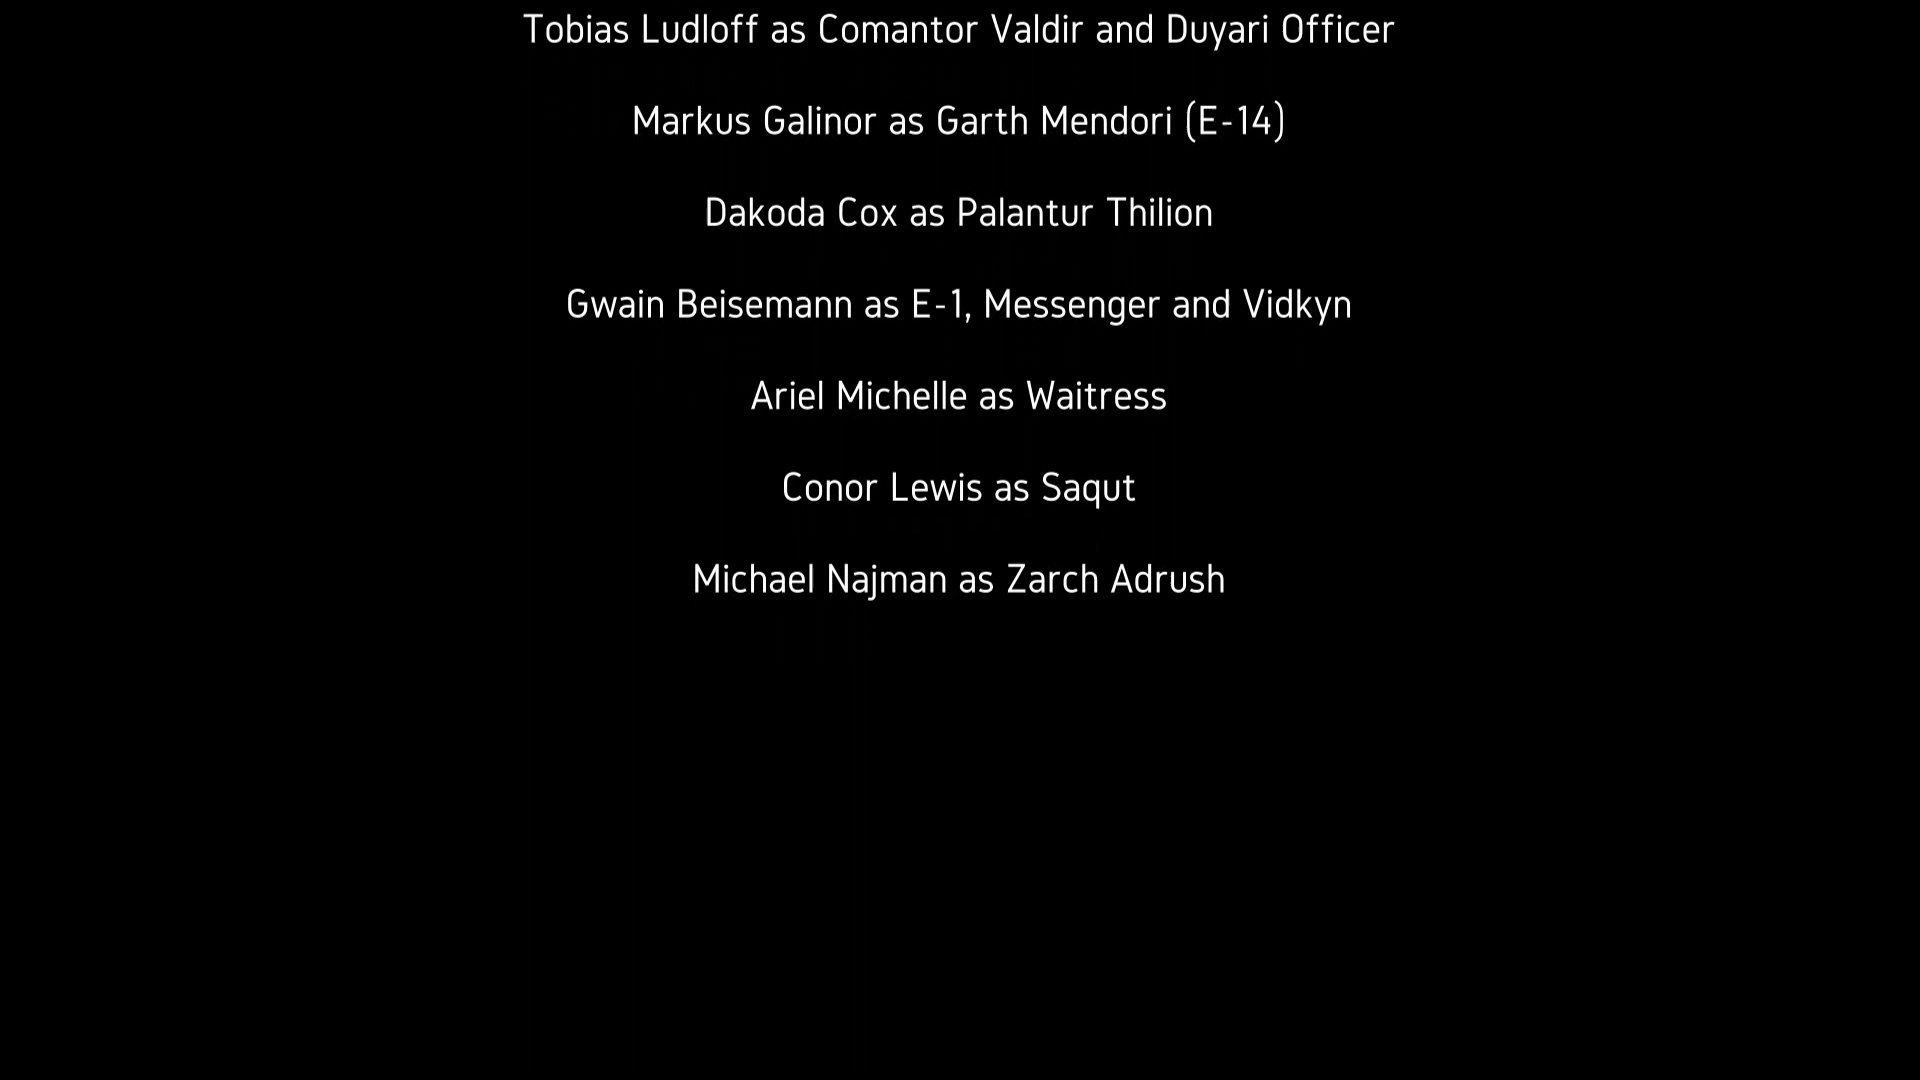 Tobias Ludloff as Comantor Valdir and Duyari Officer
Markus Galinor as Garth Mendori (E-14)
Dakoda Cox as Palantur Thilion
Gwain Beisemann as E-1, Messenger and Vidkyn
Ariel Michelle as Waitress
Conor Lewis as Saqut
Michael Najman as Zarch Adrush